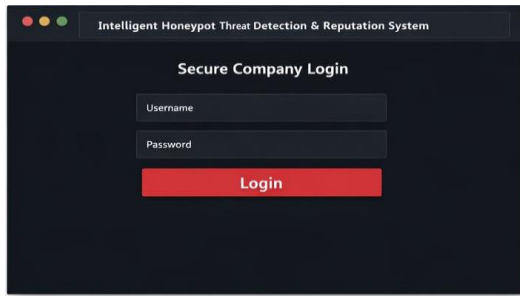 Intelligent Honeypot Threat Detection & Reputation System
Secure Company Login
Username
Password
Login